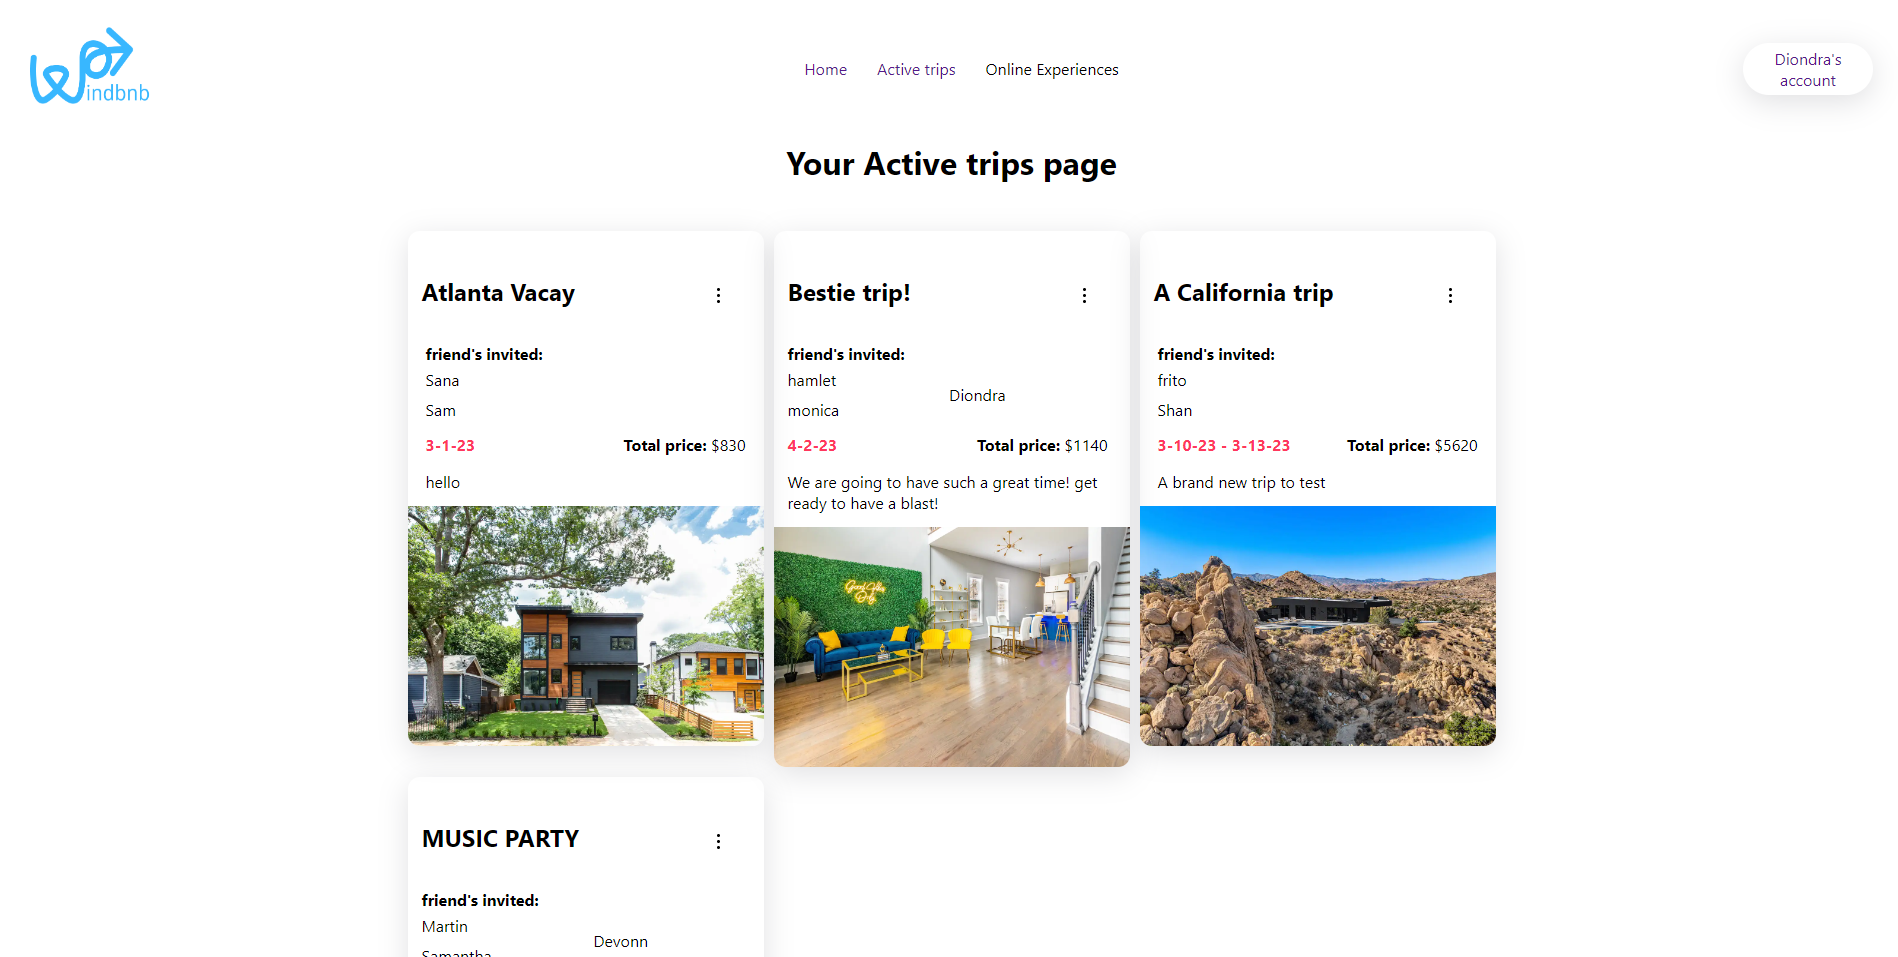 windbnb
Home
Active trips
Online Experiences
Diondra's
account
Your Active trips page
Atlanta Vacay
friend's invited:
Sana
Sam
3-1-23
Total price: $830
hello
Bestie trip!
friend's invited:
hamlet
monica
Diondra
4-2-23
Total price: $1140
We are going to have such a great time! get
ready to have a blast!
A California trip
friend's invited:
frito
Shan
3-10-23 - 3-13-23
Total price: $5620
A brand new trip to test
MUSIC PARTY
friend's invited:
Martin
Samantha
Devonn